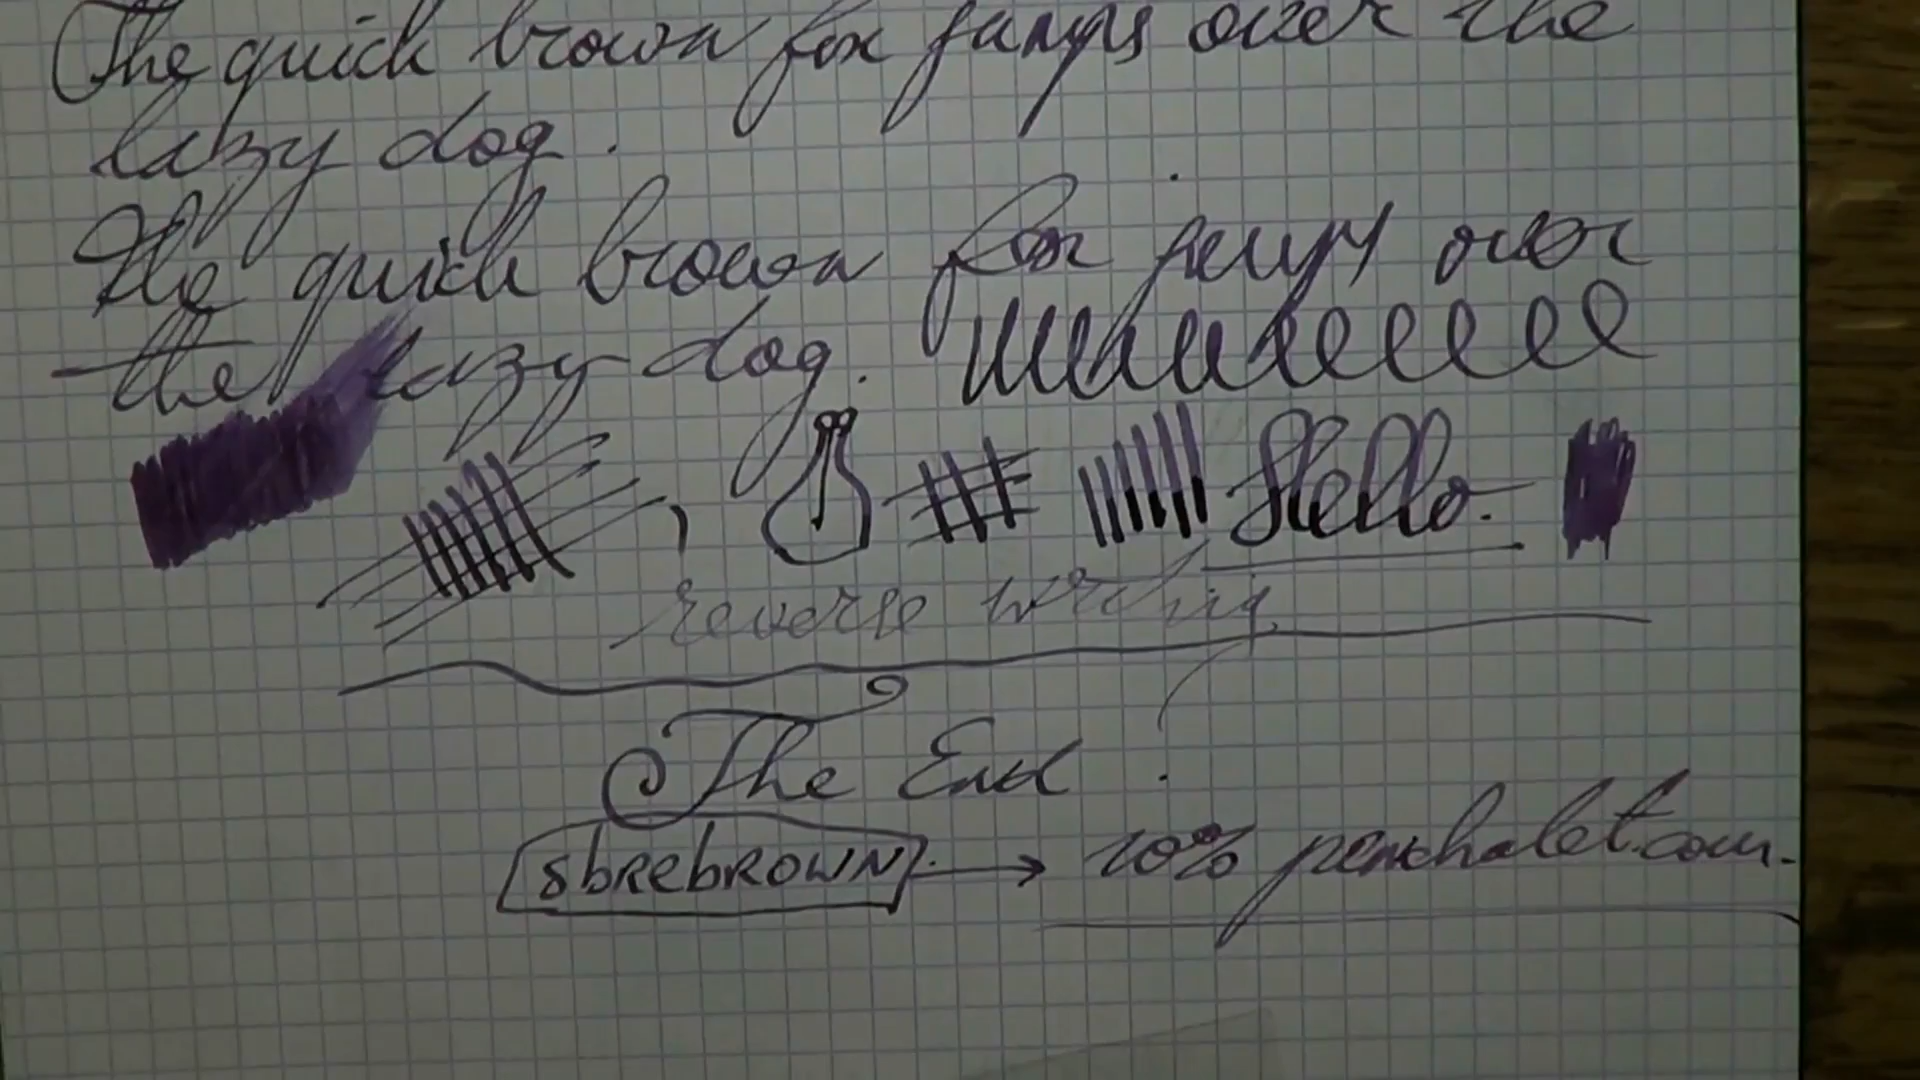 The quick brown fox jumps over the
lazy dog.
The quick brown fox jumps over
the lazy dog.
Hello.
reverse writing
The End
sbrebrown. → 10% penchalet.com.